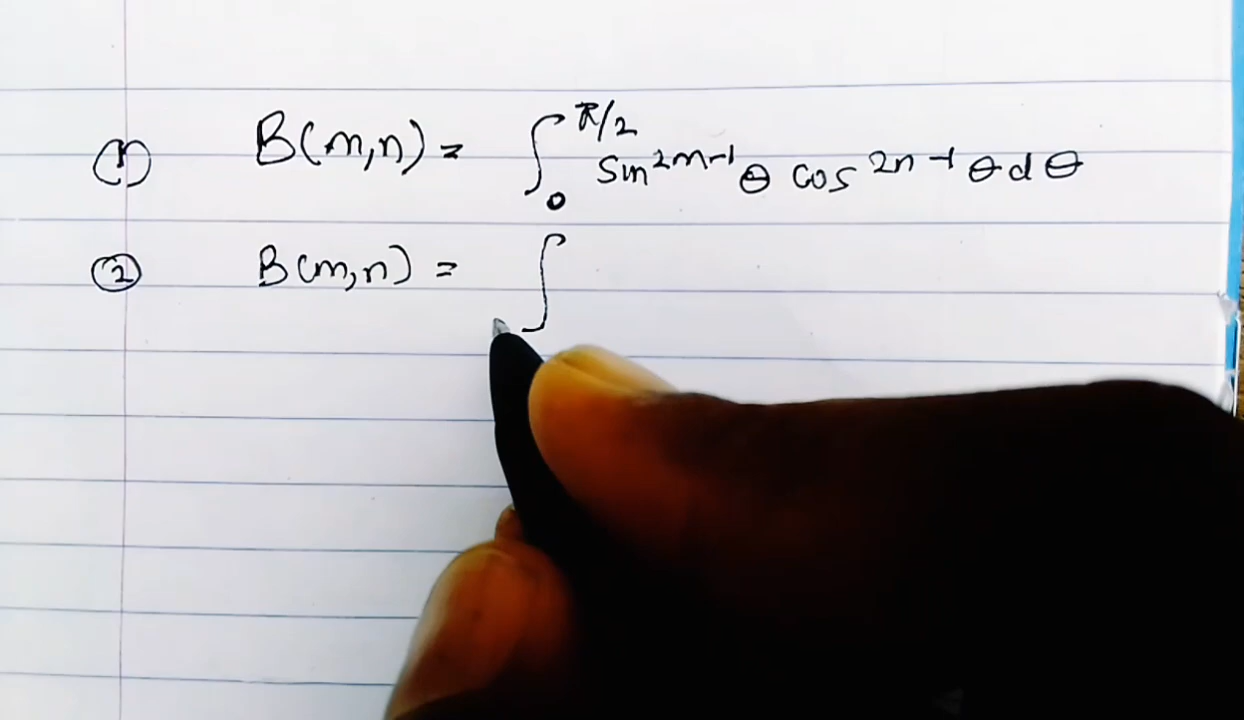 ① B(m,n) = ∫₀^π/2 Sin^2m-1 θ cos^2n-1 θ dθ
② B(m,n) = ∫